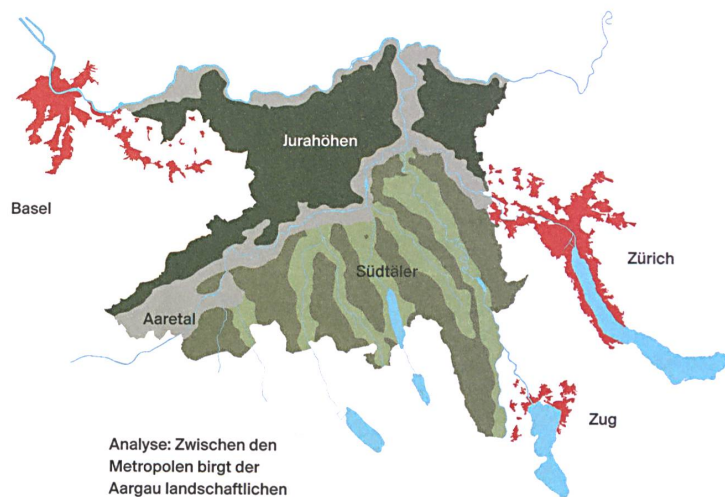 Jurahöhen
Basel
Zürich
Südtäler
Aaretal
Zug
Analyse: Zwischen den
Metropolen birgt der
Aargau landschaftlichen